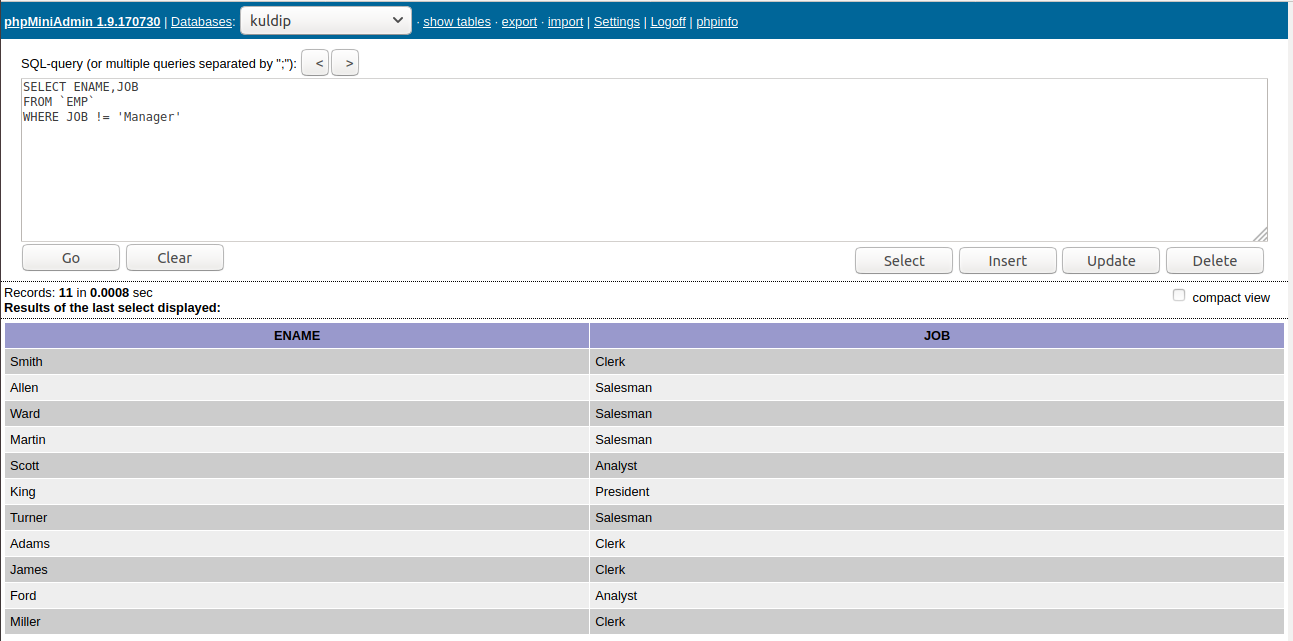 phpMiniAdmin 1.9.170730 | Databases: kuldip · show tables · export · import | Settings | Logoff | phpinfo
SQL-query (or multiple queries separated by ";"): < >
SELECT ENAME,JOB
FROM `EMP`
WHERE JOB != 'Manager'
Go Clear Select Insert Update Delete
Records: 11 in 0.0008 sec compact view
Results of the last select displayed:
ENAME JOB
Smith Clerk
Allen Salesman
Ward Salesman
Martin Salesman
Scott Analyst
King President
Turner Salesman
Adams Clerk
James Clerk
Ford Analyst
Miller Clerk